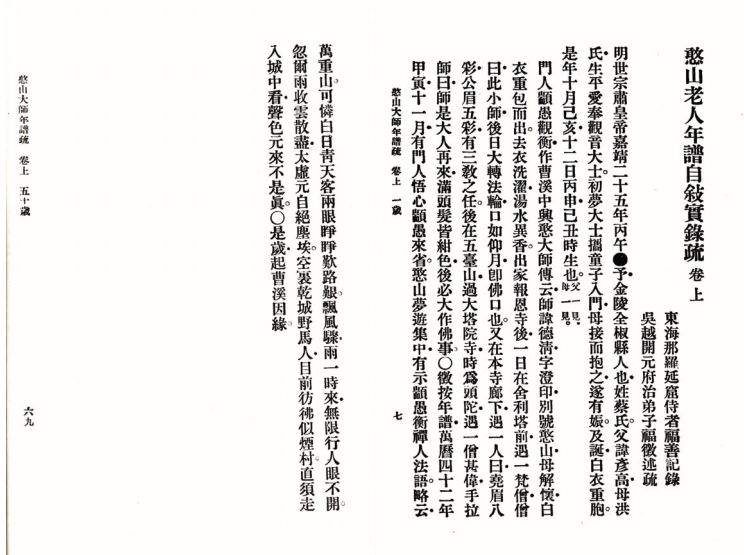 憨山老人年譜自敍實錄疏 卷上
東海那羅延窟侍者福善記錄
吳越開元府治弟子福徵述疏
明世宗肅皇帝嘉靖二十五年丙午●予金陵全椒縣人也姓蔡氏父諱彥高母洪
氏生平愛奉觀音大士初夢大士攜童子入門母接而抱之遂有娠及誕白衣重胞
是年十月己亥十二日丙申己丑時生也父一見母一見。
門人顓愚觀衡作曹溪中興憨大師傳云師諱德清字澄印別號憨山母解懷白
衣重包而出去衣洗濯湯水異香出家報恩寺後一日在舍利塔前遇一梵僧僧
曰此小師後日大轉法輪口如仰月卽佛口也又在本寺廊下遇一人曰堯眉八
彩公眉五彩有三敎之任後在五臺山過大塔院寺時爲頭陀遇一僧甚偉手拉
師曰師是大人再來滿頭髮皆紺色後必大作佛事○徵按年譜萬曆四十二年
甲寅十一月有門人悟心顓愚來省憨山夢遊集中有示顓愚衡禪人法語略云
憨山大師年譜疏 卷上 一歲
七
萬重山可憐白日靑天客兩眼睜睜歎路艱飄風驟雨一時來無限行人眼不開
忽爾雨收雲散盡太虛元自絕塵埃空裏乾城野馬人目前彷彿似煙村直須走
入城中看聲色元來不是眞○是歲起曹溪因緣
憨山大師年譜疏 卷上 五十歲
六九